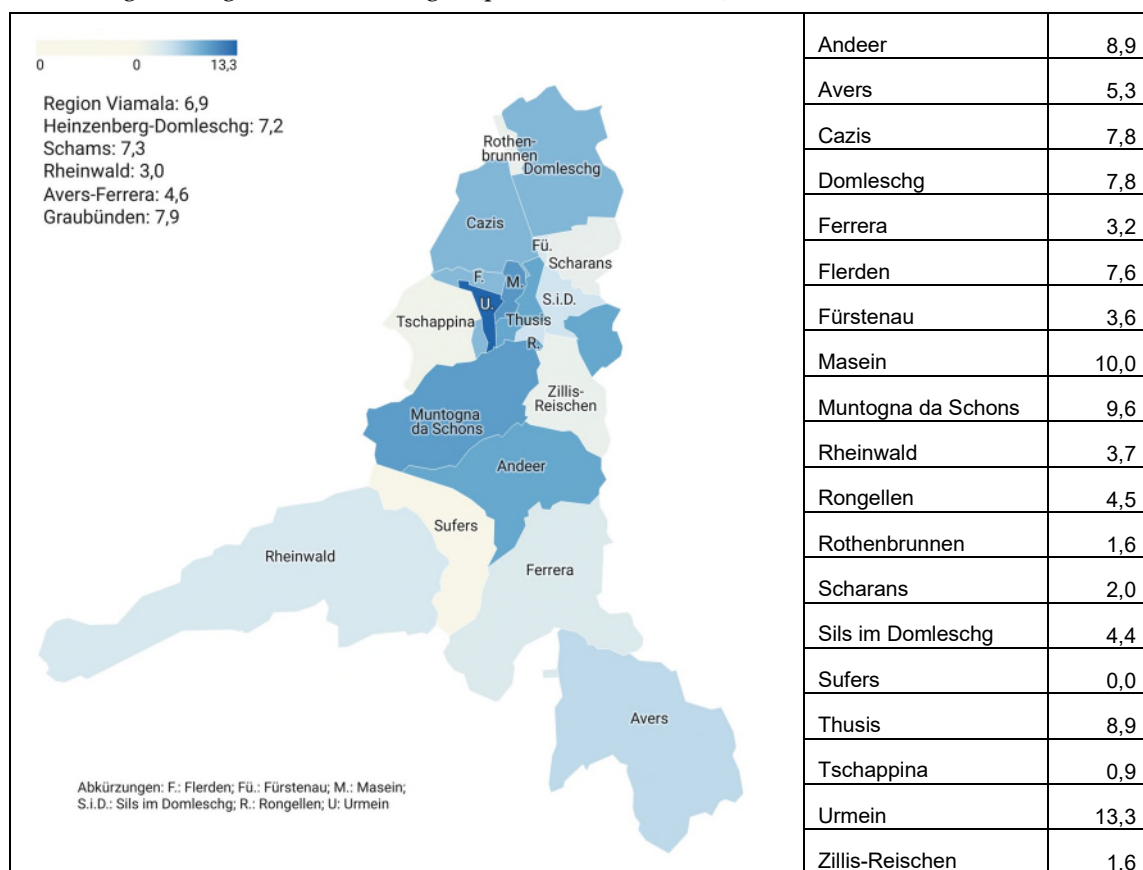 0 0 13,3
Region Viamala: 6,9
Heinzenberg-Domleschg: 7,2
Schams: 7,3
Rheinwald: 3,0
Avers-Ferrera: 4,6
Graubünden: 7,9
Rothen-
brunnen
Domleschg
Cazis
Fü.
Scharans
F.
M.
U.
S.i.D.
Tschappina
Thusis
R.
Zillis-
Reischen
Muntogna
da Schons
Andeer
Sufers
Rheinwald
Ferrera
Avers
Abkürzungen: F.: Flerden; Fü.: Fürstenau; M.: Masein;
S.i.D.: Sils im Domleschg; R.: Rongellen; U: Urmein
Andeer 8,9
Avers 5,3
Cazis 7,8
Domleschg 7,8
Ferrera 3,2
Flerden 7,6
Fürstenau 3,6
Masein 10,0
Muntogna da Schons 9,6
Rheinwald 3,7
Rongellen 4,5
Rothenbrunnen 1,6
Scharans 2,0
Sils im Domleschg 4,4
Sufers 0,0
Thusis 8,9
Tschappina 0,9
Urmein 13,3
Zillis-Reischen 1,6